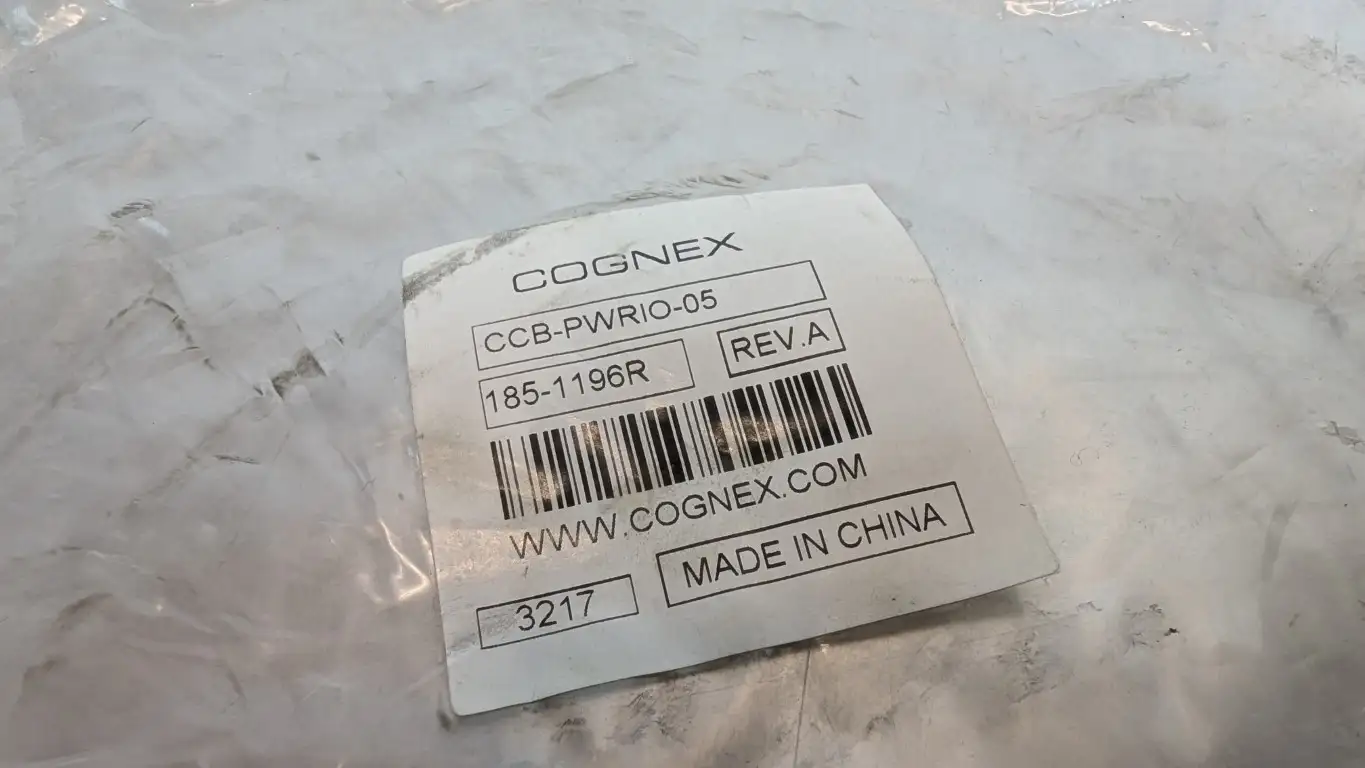 COGNEX
CCB-PWRIO-05
185-1196R REV.A
WWW.COGNEX.COM
3217 MADE IN CHINA